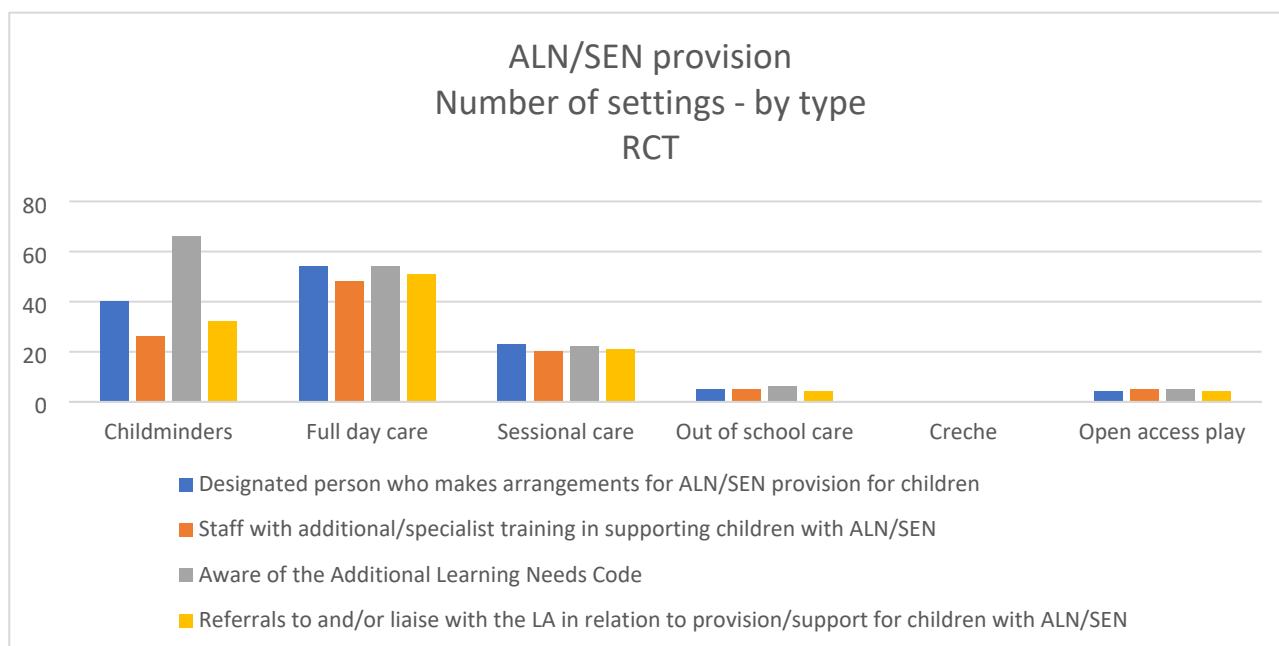 ALN/SEN provision
Number of settings - by type
RCT
80
60
40
20
0
Childminders
Full day care
Sessional care
Out of school care
Creche
Open access play
Designated person who makes arrangements for ALN/SEN provision for children
Staff with additional/specialist training in supporting children with ALN/SEN
Aware of the Additional Learning Needs Code
Referrals to and/or liaise with the LA in relation to provision/support for children with ALN/SEN